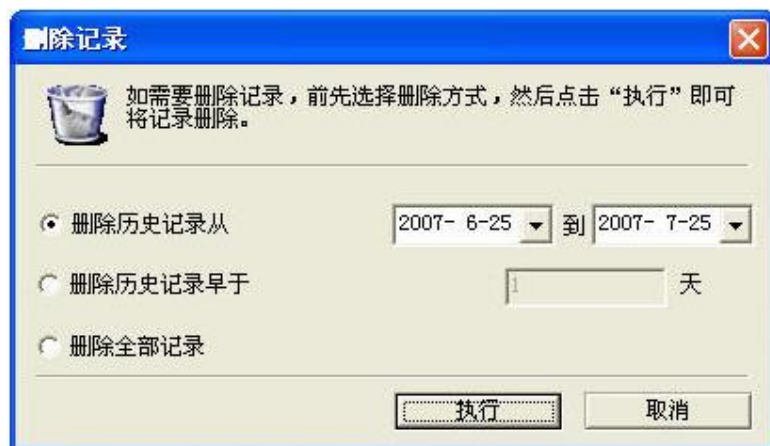 删除记录
如需要删除记录，前先选择删除方式，然后点击“执行”即可
将记录删除。
删除历史记录从 2007- 6-25 到 2007- 7-25
删除历史记录早于 1 天
删除全部记录
执行 取消